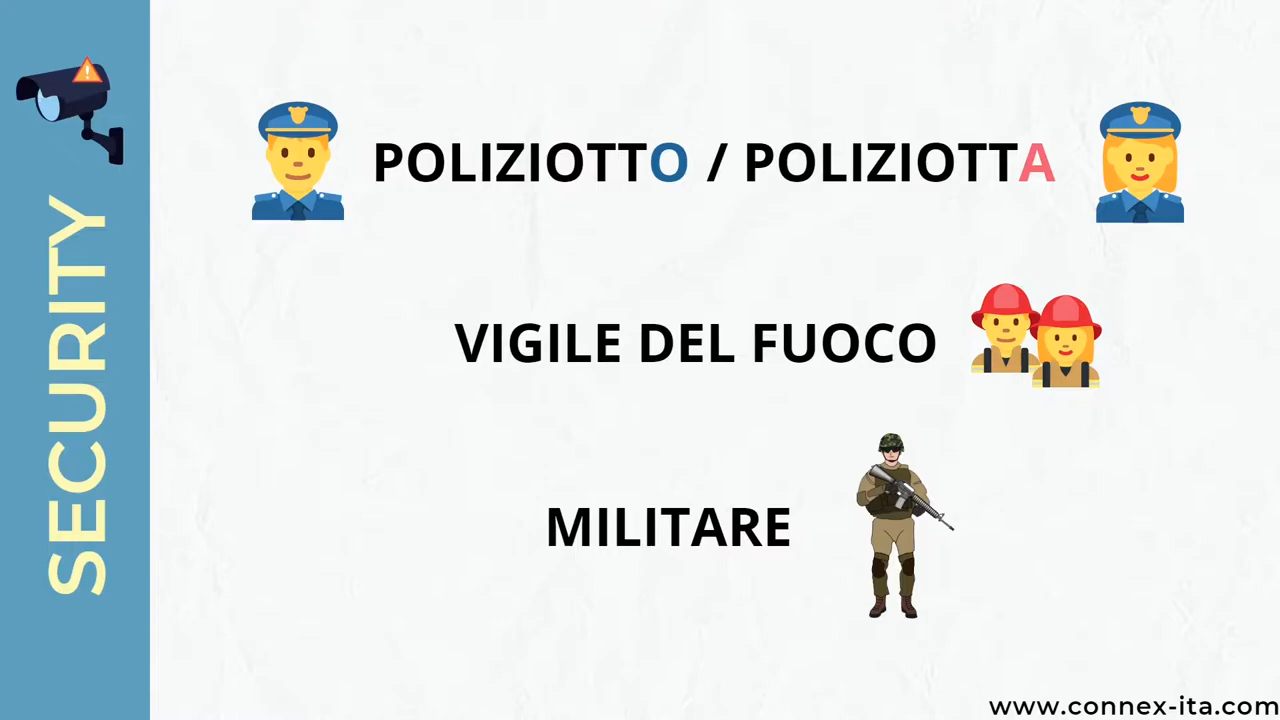 SECURITY
POLIZIOTTO / POLIZIOTTA
VIGILE DEL FUOCO
MILITARE
www.connex-ita.com